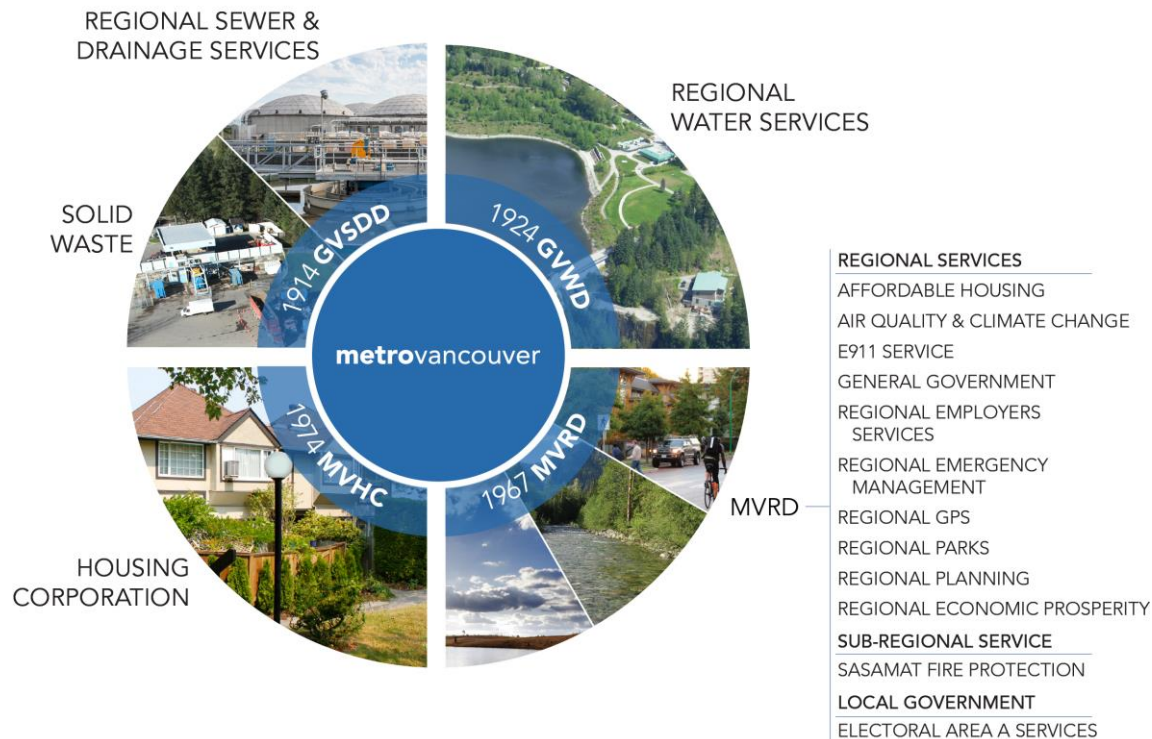 REGIONAL SEWER &
DRAINAGE SERVICES
REGIONAL
WATER SERVICES
SOLID
WASTE
1914 GVSDD
1924 GVWD
metrovancouver
1974 MVHC
1967 MVRD
HOUSING
CORPORATION
MVRD
REGIONAL SERVICES
AFFORDABLE HOUSING
AIR QUALITY & CLIMATE CHANGE
E911 SERVICE
GENERAL GOVERNMENT
REGIONAL EMPLOYERS
SERVICES
REGIONAL EMERGENCY
MANAGEMENT
REGIONAL GPS
REGIONAL PARKS
REGIONAL PLANNING
REGIONAL ECONOMIC PROSPERITY
SUB-REGIONAL SERVICE
SASAMAT FIRE PROTECTION
LOCAL GOVERNMENT
ELECTORAL AREA A SERVICES